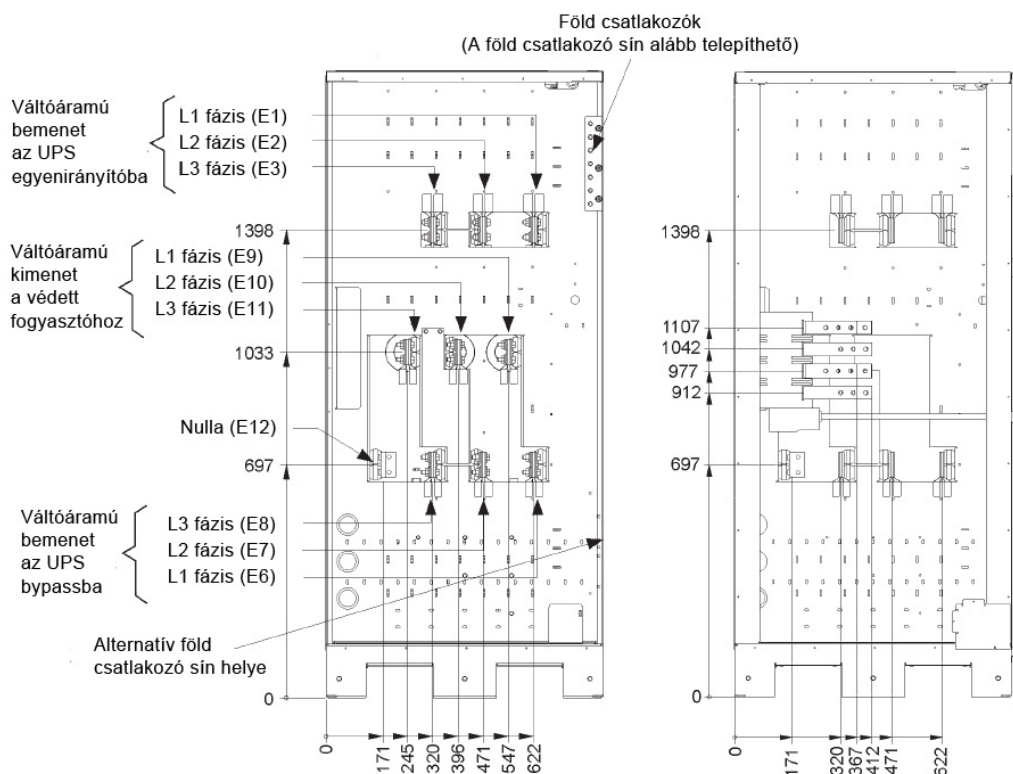 Föld csatlakozók
(A föld csatlakozó sín alább telepíthető)
Váltóáramú
bemenet
az UPS
egyenirányítóba
L1 fázis (E1)
L2 fázis (E2)
L3 fázis (E3)
1398
Váltóáramú
kimenet
a védett
fogyasztóhoz
L1 fázis (E9)
L2 fázis (E10)
L3 fázis (E11)
1033
Nulla (E12)
697
Váltóáramú
bemenet
az UPS
bypassba
L3 fázis (E8)
L2 fázis (E7)
L1 fázis (E6)
Alternatív föld
csatlakozó sín helye
0
0
171
245
320
396
471
547
622
1398
1107
1042
977
912
697
0
0
171
320
367
412
471
622